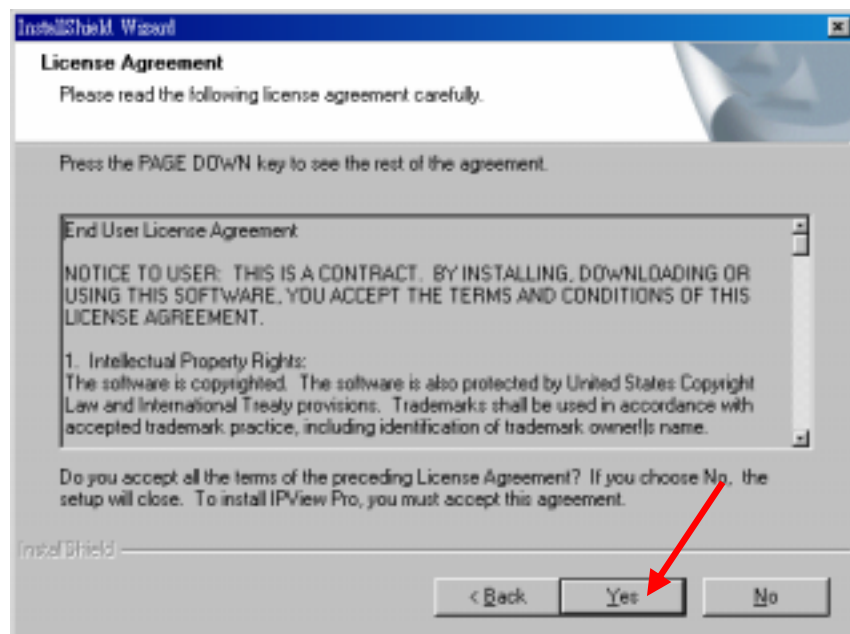 InstallShield Wizard
License Agreement
Please read the following license agreement carefully.
Press the PAGE DOWN key to see the rest of the agreement.
End User License Agreement
NOTICE TO USER: THIS IS A CONTRACT. BY INSTALLING, DOWNLOADING OR
USING THIS SOFTWARE, YOU ACCEPT THE TERMS AND CONDITIONS OF THIS
LICENSE AGREEMENT.
1. Intellectual Property Rights:
The software is copyrighted. The software is also protected by United States Copyright
Law and International Treaty provisions. Trademarks shall be used in accordance with
accepted trademark practice, including identification of trademark owner!|s name.
Do you accept all the terms of the preceding License Agreement? If you choose No, the
setup will close. To install IPView Pro, you must accept this agreement.
InstallShield
< Back
Yes
No